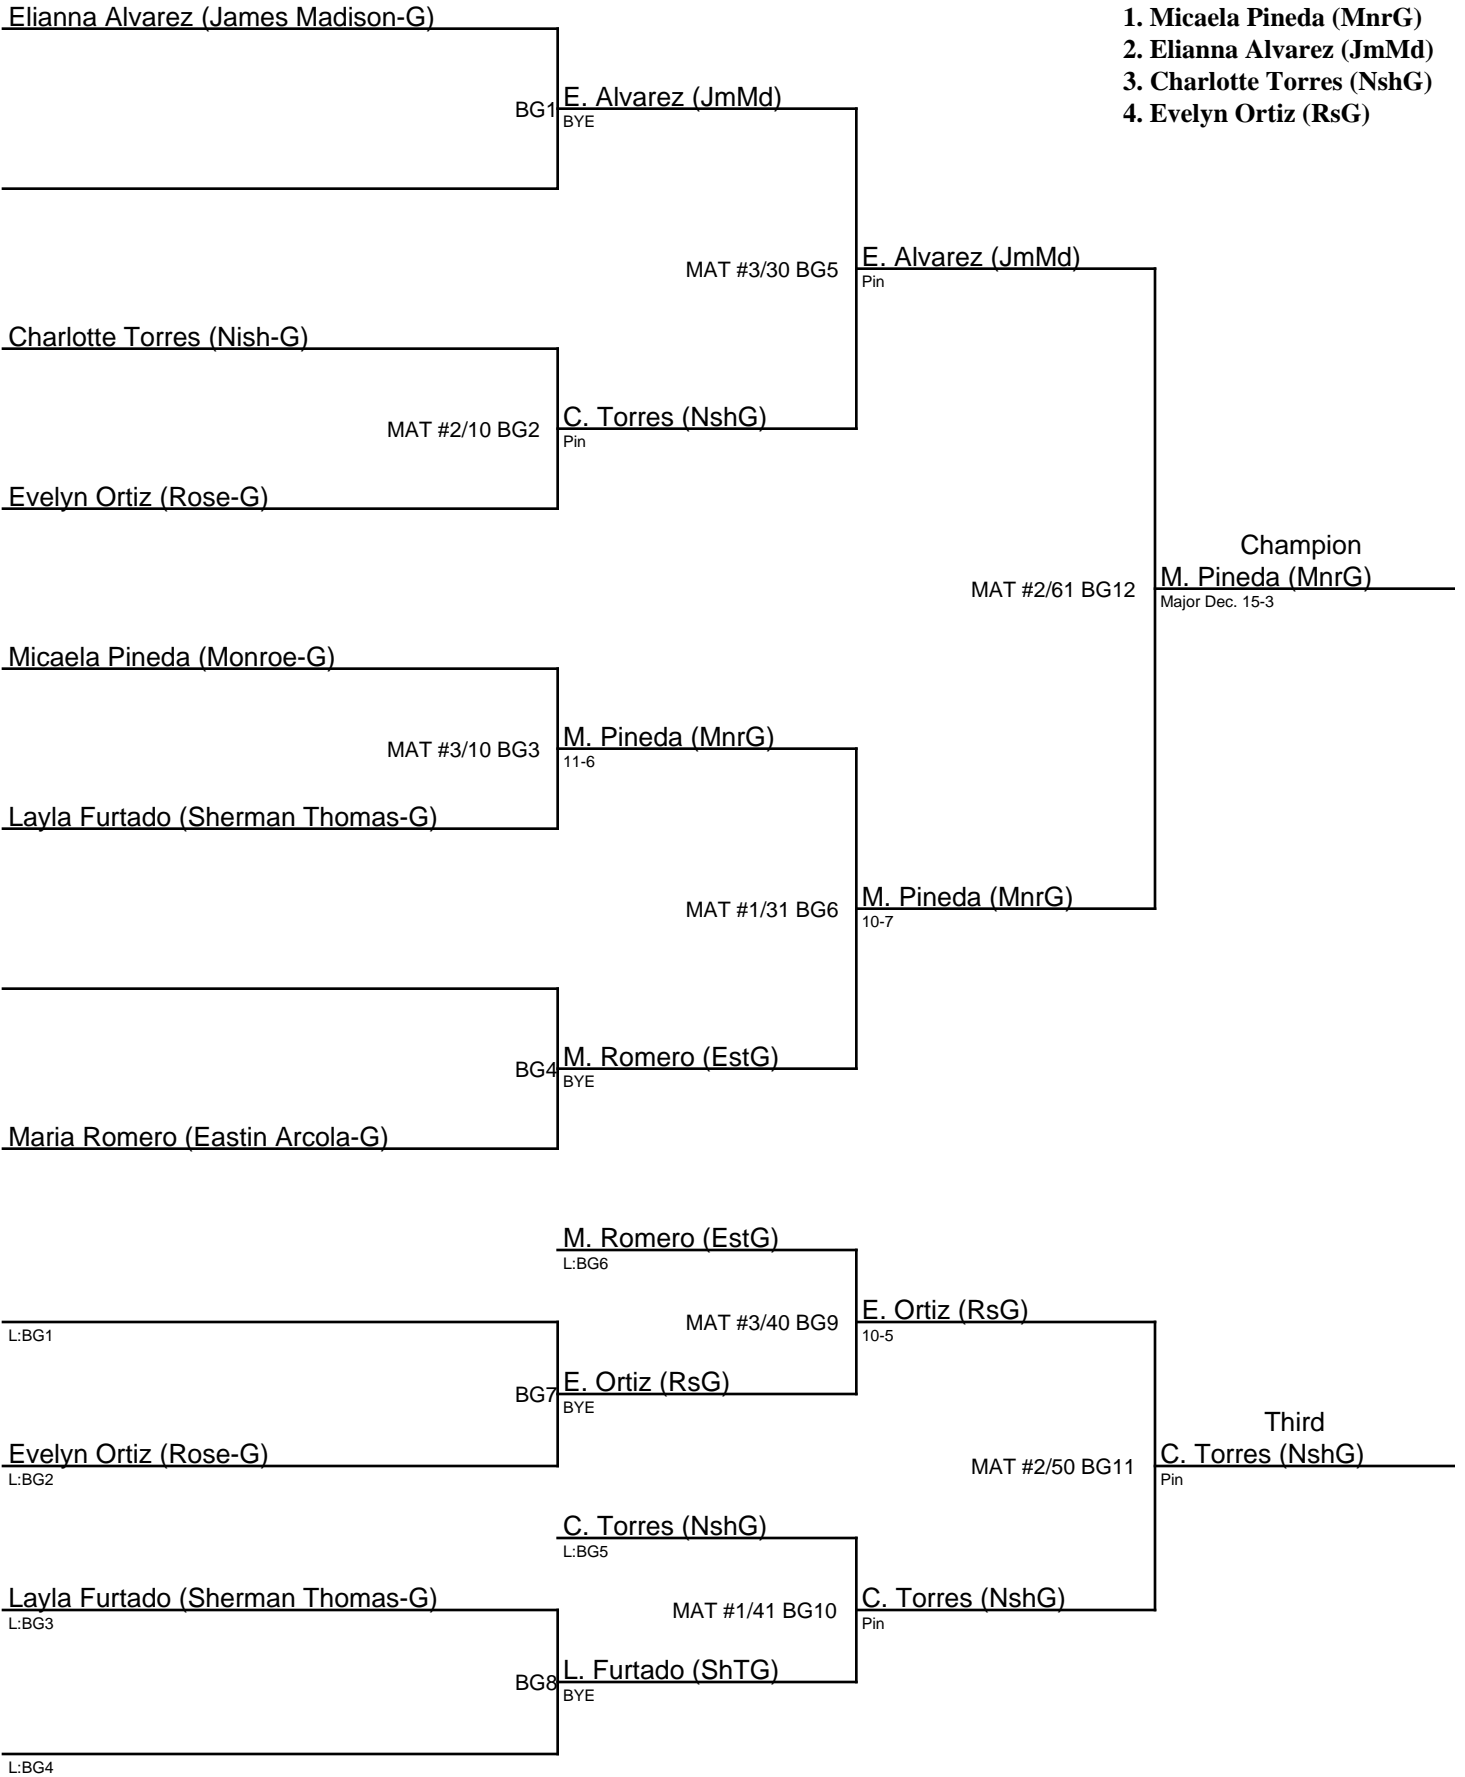 Elianna Alvarez (James Madison-G)
1. Micaela Pineda (MnrG)
2. Elianna Alvarez (JmMd)
3. Charlotte Torres (NshG)
4. Evelyn Ortiz (RsG)
BG1
E. Alvarez (JmMd)
BYE
MAT #3/30 BG5
E. Alvarez (JmMd)
Pin
Charlotte Torres (Nish-G)
MAT #2/10 BG2
C. Torres (NshG)
Pin
Evelyn Ortiz (Rose-G)
Champion
MAT #2/61 BG12
M. Pineda (MnrG)
Major Dec. 15-3
Micaela Pineda (Monroe-G)
MAT #3/10 BG3
M. Pineda (MnrG)
11-6
Layla Furtado (Sherman Thomas-G)
MAT #1/31 BG6
M. Pineda (MnrG)
10-7
BG4
M. Romero (EstG)
BYE
Maria Romero (Eastin Arcola-G)
M. Romero (EstG)
L:BG6
L:BG1
MAT #3/40 BG9
E. Ortiz (RsG)
10-5
BG7
E. Ortiz (RsG)
BYE
Evelyn Ortiz (Rose-G)
L:BG2
Third
MAT #2/50 BG11
C. Torres (NshG)
Pin
C. Torres (NshG)
L:BG5
Layla Furtado (Sherman Thomas-G)
L:BG3
MAT #1/41 BG10
C. Torres (NshG)
Pin
BG8
L. Furtado (ShTG)
BYE
L:BG4